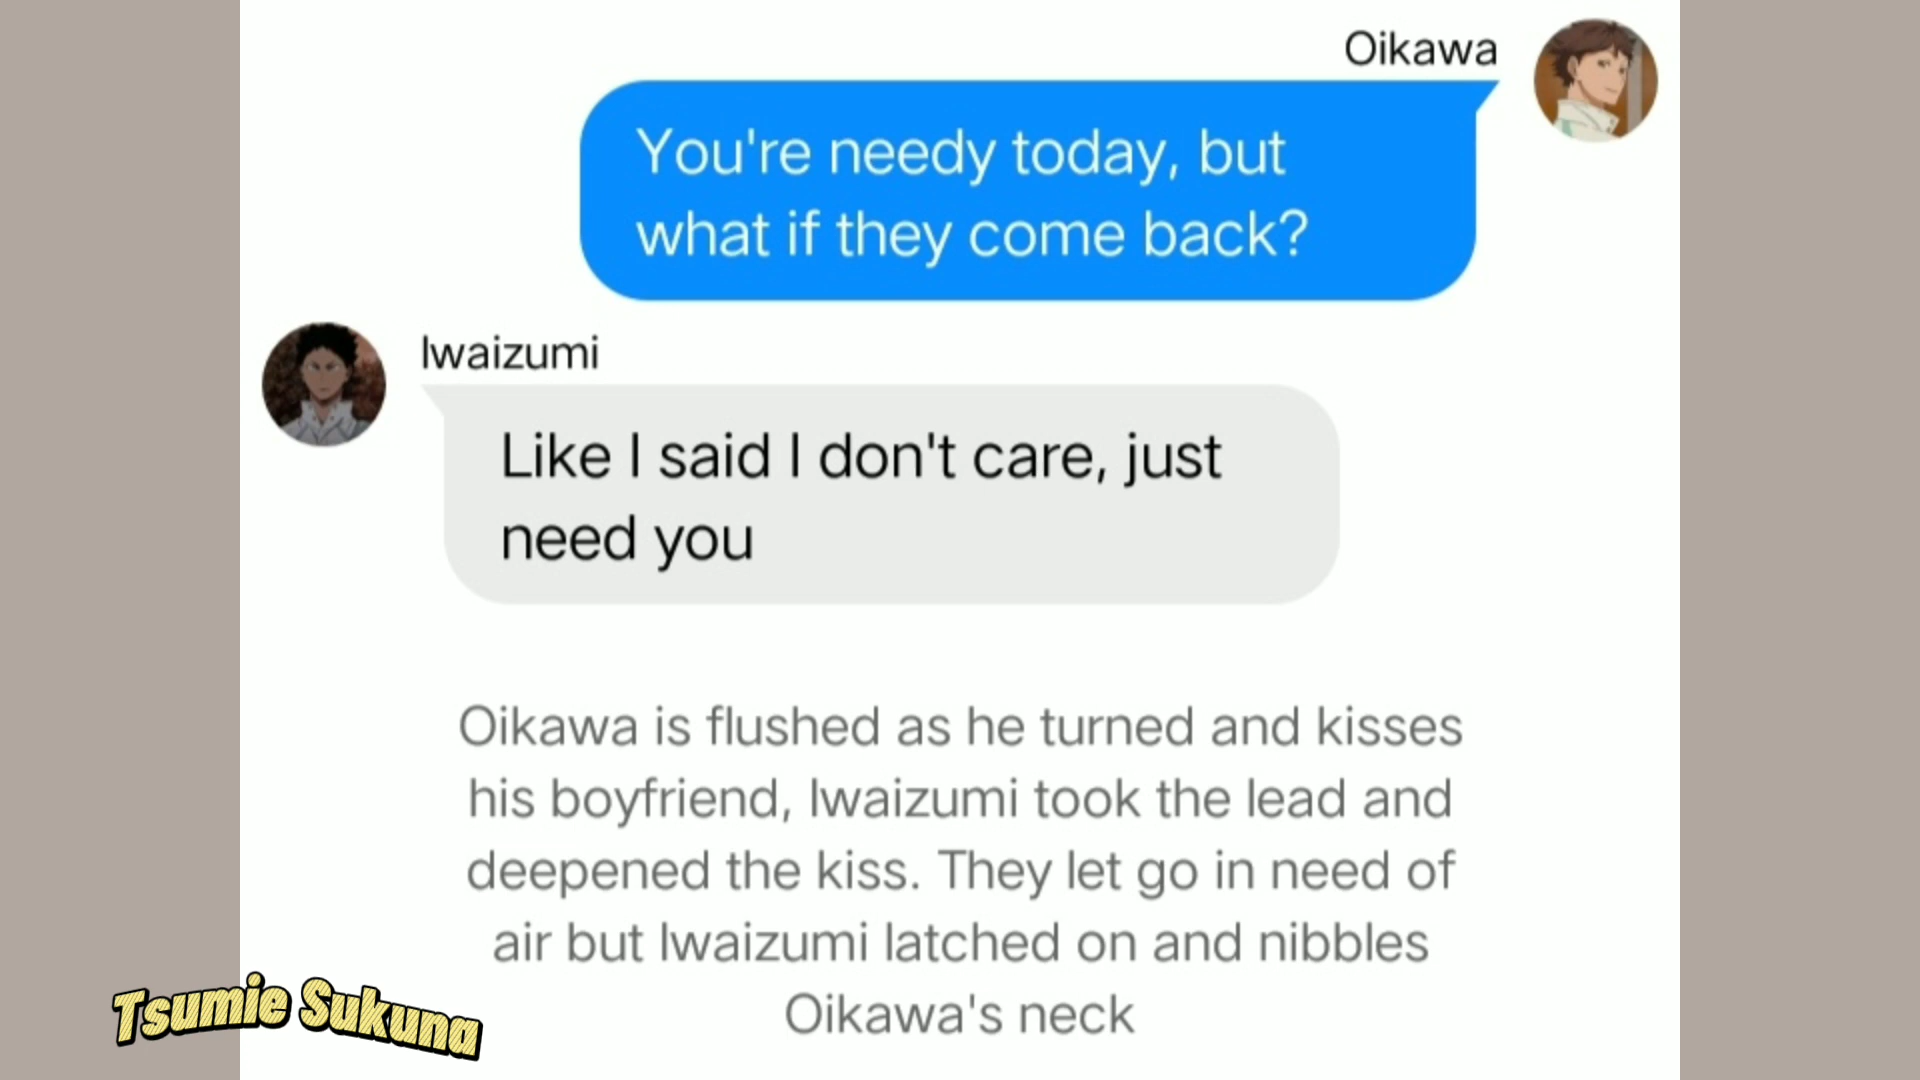 Oikawa
You're needy today, but
what if they come back?
Iwaizumi
Like I said I don't care, just
need you
Oikawa is flushed as he turned and kisses
his boyfriend, Iwaizumi took the lead and
deepened the kiss. They let go in need of
air but Iwaizumi latched on and nibbles
Oikawa's neck
Tsumie Sukuna